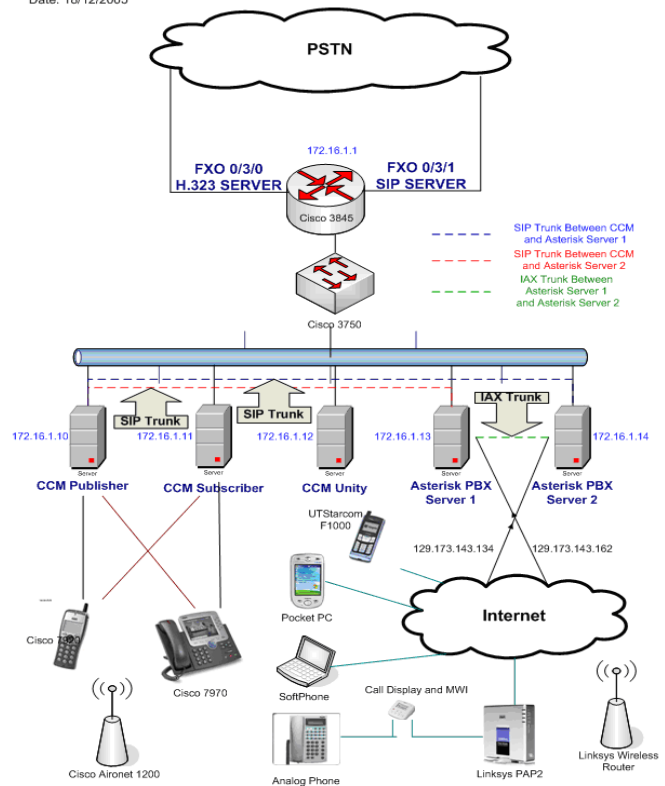 Date: 18/12/2005
PSTN
172.16.1.1
FXO 0/3/0
H.323 SERVER
FXO 0/3/1
SIP SERVER
Cisco 3845
SIP Trunk Between CCM
and Asterisk Server 1
SIP Trunk Between CCM
and Asterisk Server 2
IAX Trunk Between
Asterisk Server 1
and Asterisk Server 2
Cisco 3750
SIP Trunk
SIP Trunk
IAX Trunk
172.16.1.10
172.16.1.11
172.16.1.12
172.16.1.13
172.16.1.14
Server
Server
Server
Server
Server
CCM Publisher
CCM Subscriber
CCM Unity
Asterisk PBX
Server 1
Asterisk PBX
Server 2
UTStarcom
F1000
129.173.143.134
129.173.143.162
Pocket PC
Internet
Cisco
Cisco 7970
SoftPhone
Call Display and MWI
Cisco Aironet 1200
Analog Phone
Linksys PAP2
Linksys Wireless
Router